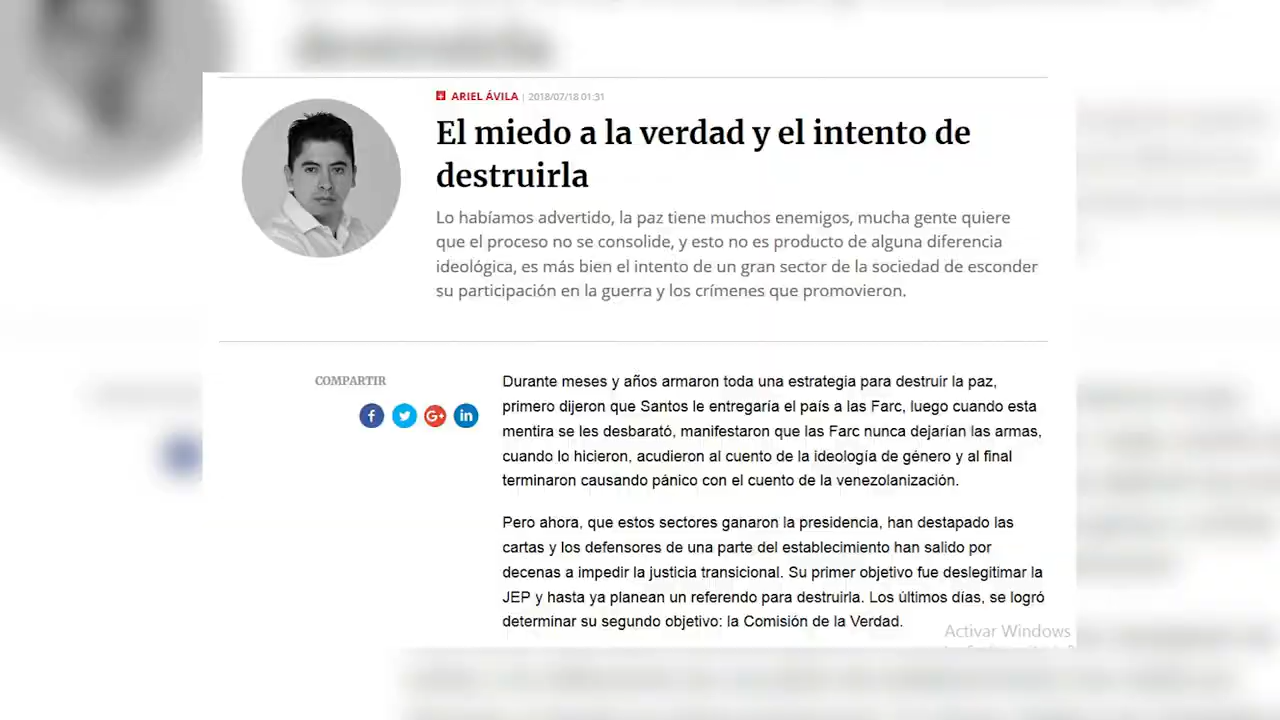 ARIEL ÁVILA | 2018/07/18 01:31
El miedo a la verdad y el intento de
destruirla
Lo habíamos advertido, la paz tiene muchos enemigos, mucha gente quiere
que el proceso no se consolide, y esto no es producto de alguna diferencia
ideológica, es más bien el intento de un gran sector de la sociedad de esconder
su participación en la guerra y los crímenes que promovieron.
COMPARTIR
Durante meses y años armaron toda una estrategia para destruir la paz,
primero dijeron que Santos le entregaría el país a las Farc, luego cuando esta
mentira se les desbarató, manifestaron que las Farc nunca dejarían las armas,
cuando lo hicieron, acudieron al cuento de la ideología de género y al final
terminaron causando pánico con el cuento de la venezolanización.
Pero ahora, que estos sectores ganaron la presidencia, han destapado las
cartas y los defensores de una parte del establecimiento han salido por
decenas a impedir la justicia transicional. Su primer objetivo fue deslegitimar la
JEP y hasta ya planean un referendo para destruirla. Los últimos días, se logró
determinar su segundo objetivo: la Comisión de la Verdad.
Activar Windows